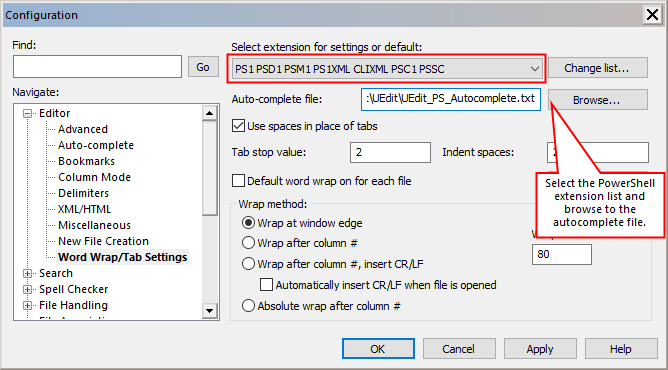 Configuration
Find:
Go
Navigate:
Editor
Advanced
Auto-complete
Bookmarks
Column Mode
Delimiters
XML/HTML
Miscellaneous
New File Creation
Word Wrap/Tab Settings
Search
Spell Checker
File Handling
Select extension for settings or default:
PS1 PSD1 PSM1 PS1XML CLIXML PSC1 PSSC
Change list...
Auto-complete file:
:\UEdit\UEdit_PS_Autocomplete.txt
Browse...
Use spaces in place of tabs
Tab stop value:
2
Indent spaces:
Default word wrap on for each file
Wrap method:
Wrap at window edge
Wrap after column #
Wrap after column #, insert CR/LF
80
Automatically insert CR/LF when file is opened
Absolute wrap after column #
Select the PowerShell
extension list and
browse to the
autocomplete file.
OK
Cancel
Apply
Help